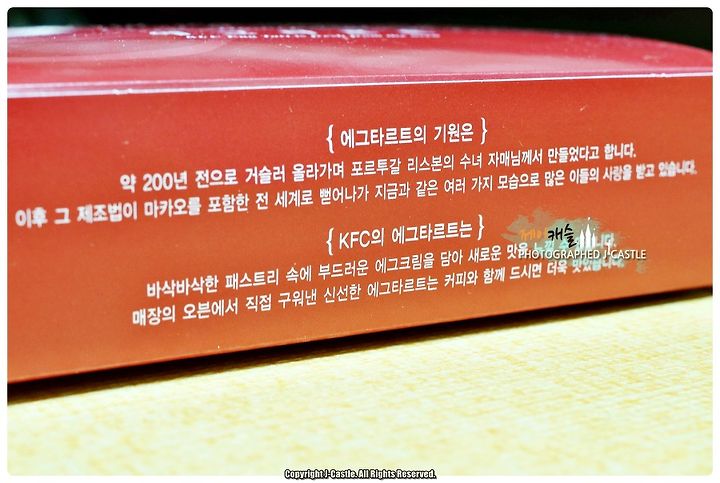 { 에그타르트의 기원은 }
약 200년 전으로 거슬러 올라가며 포르투갈 리스본의 수녀 자매님께서 만들었다고 합니다.
이후 그 제조법이 마카오를 포함한 전 세계로 뻗어나가 지금과 같은 여러 가지 모습으로 많은 이들의 사랑을 받고 있습니다.
{ KFC의 에그타르트는 }
바삭바삭한 패스트리 속에 부드러운 에그크림을 담아 새로운 맛을
매장의 오븐에서 직접 구워낸 신선한 에그타르트는 커피와 함께 드시면 더욱 맛있습니다.
제이캐슬
PHOTOGRAPHED J-CASTLE
Copyright J-Castle. All Rights Reserved.